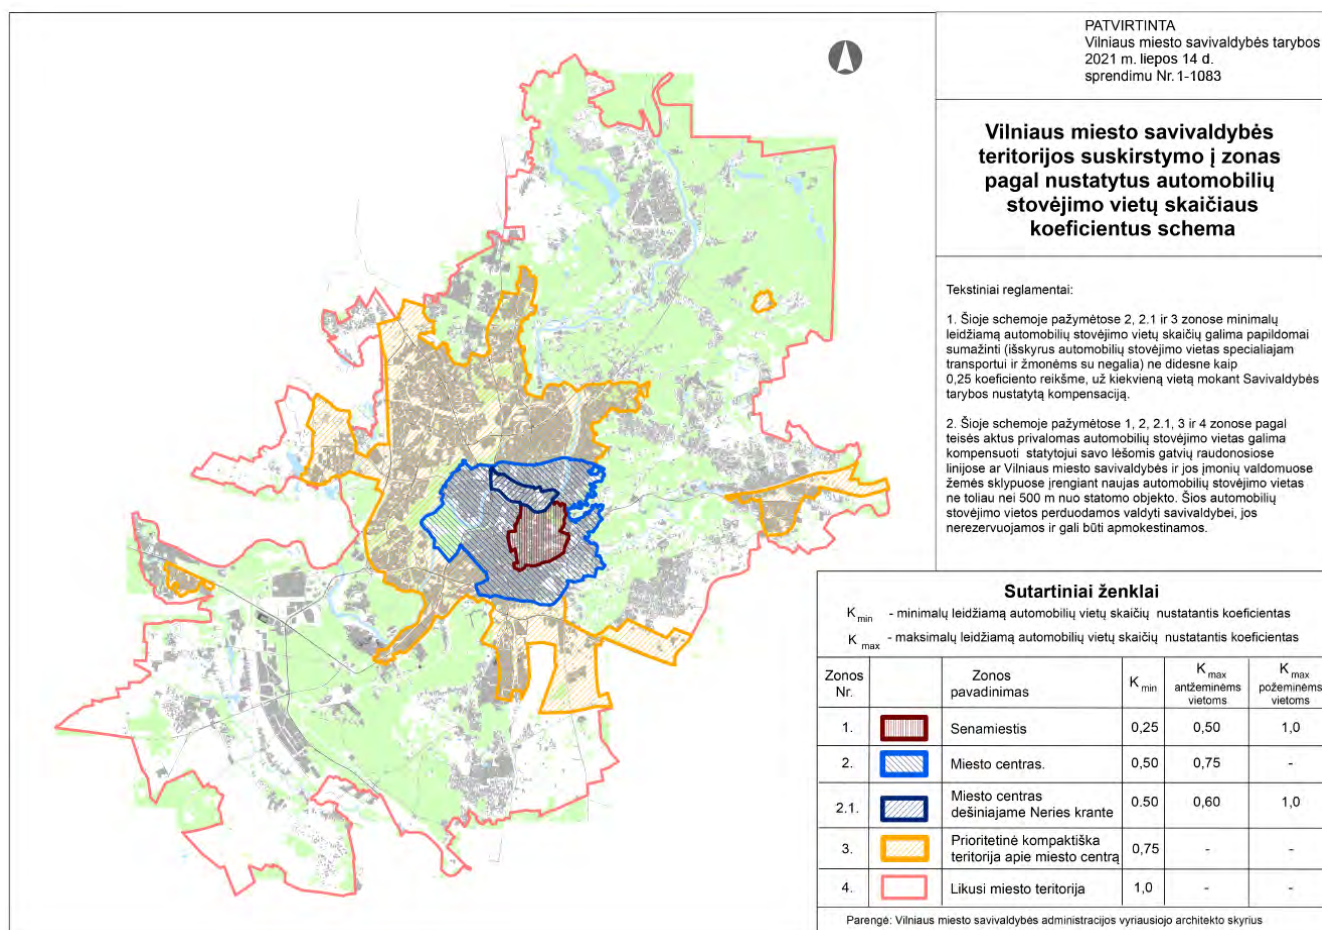 PATVIRTINTA
Vilniaus miesto savivaldybės tarybos
2021 m. liepos 14 d.
sprendimu Nr. 1-1083
Vilniaus miesto savivaldybės
teritorijos suskirstymo į zonas
pagal nustatytus automobilių
stovėjimo vietų skaičiaus
koeficientus schema
Tekstiniai reglamentai:
1. Šioje schemoje pažymėtose 2, 2.1 ir 3 zonose minimalų
leidžiamą automobilių stovėjimo vietų skaičių galima papildomai
sumažinti (išskyrus automobilių stovėjimo vietas specialiajam
transportui ir žmonėms su negalia) ne didesne kaip
0,25 koeficiento reikšme, už kiekvieną vietą mokant Savivaldybės
tarybos nustatytą kompensaciją.
2. Šioje schemoje pažymėtose 1, 2, 2.1, 3 ir 4 zonose pagal
teisės aktus privalomas automobilių stovėjimo vietas galima
kompensuoti statytojui savo lėšomis gatvių raudonosiose
linijose ar Vilniaus miesto savivaldybės ir jos įmonių valdomuose
žemės sklypuose įrengiant naujas automobilių stovėjimo vietas
ne toliau nei 500 m nuo statomo objekto. Šios automobilių
stovėjimo vietos perduodamos valdyti savivaldybei, jos
nerezervuojamos ir gali būti apmokestinamos.
Sutartiniai ženklai
K min - minimalų leidžiamą automobilių vietų skaičių nustatantis koeficientas
K max - maksimalų leidžiamą automobilių vietų skaičių nustatantis koeficientas
Zonos Nr. Zonos pavadinimas K min K max antžeminėms vietoms K max požeminėms vietoms
1. Senamiestis 0,25 0,50 1,0
2. Miesto centras. 0,50 0,75 -
2.1. Miesto centras dešiniajame Neries krante 0.50 0,60 1,0
3. Prioritetinė kompaktiška teritorija apie miesto centrą 0,75 - -
4. Likusi miesto teritorija 1,0 - -
Parengė: Vilniaus miesto savivaldybės administracijos vyriausiojo architekto skyrius